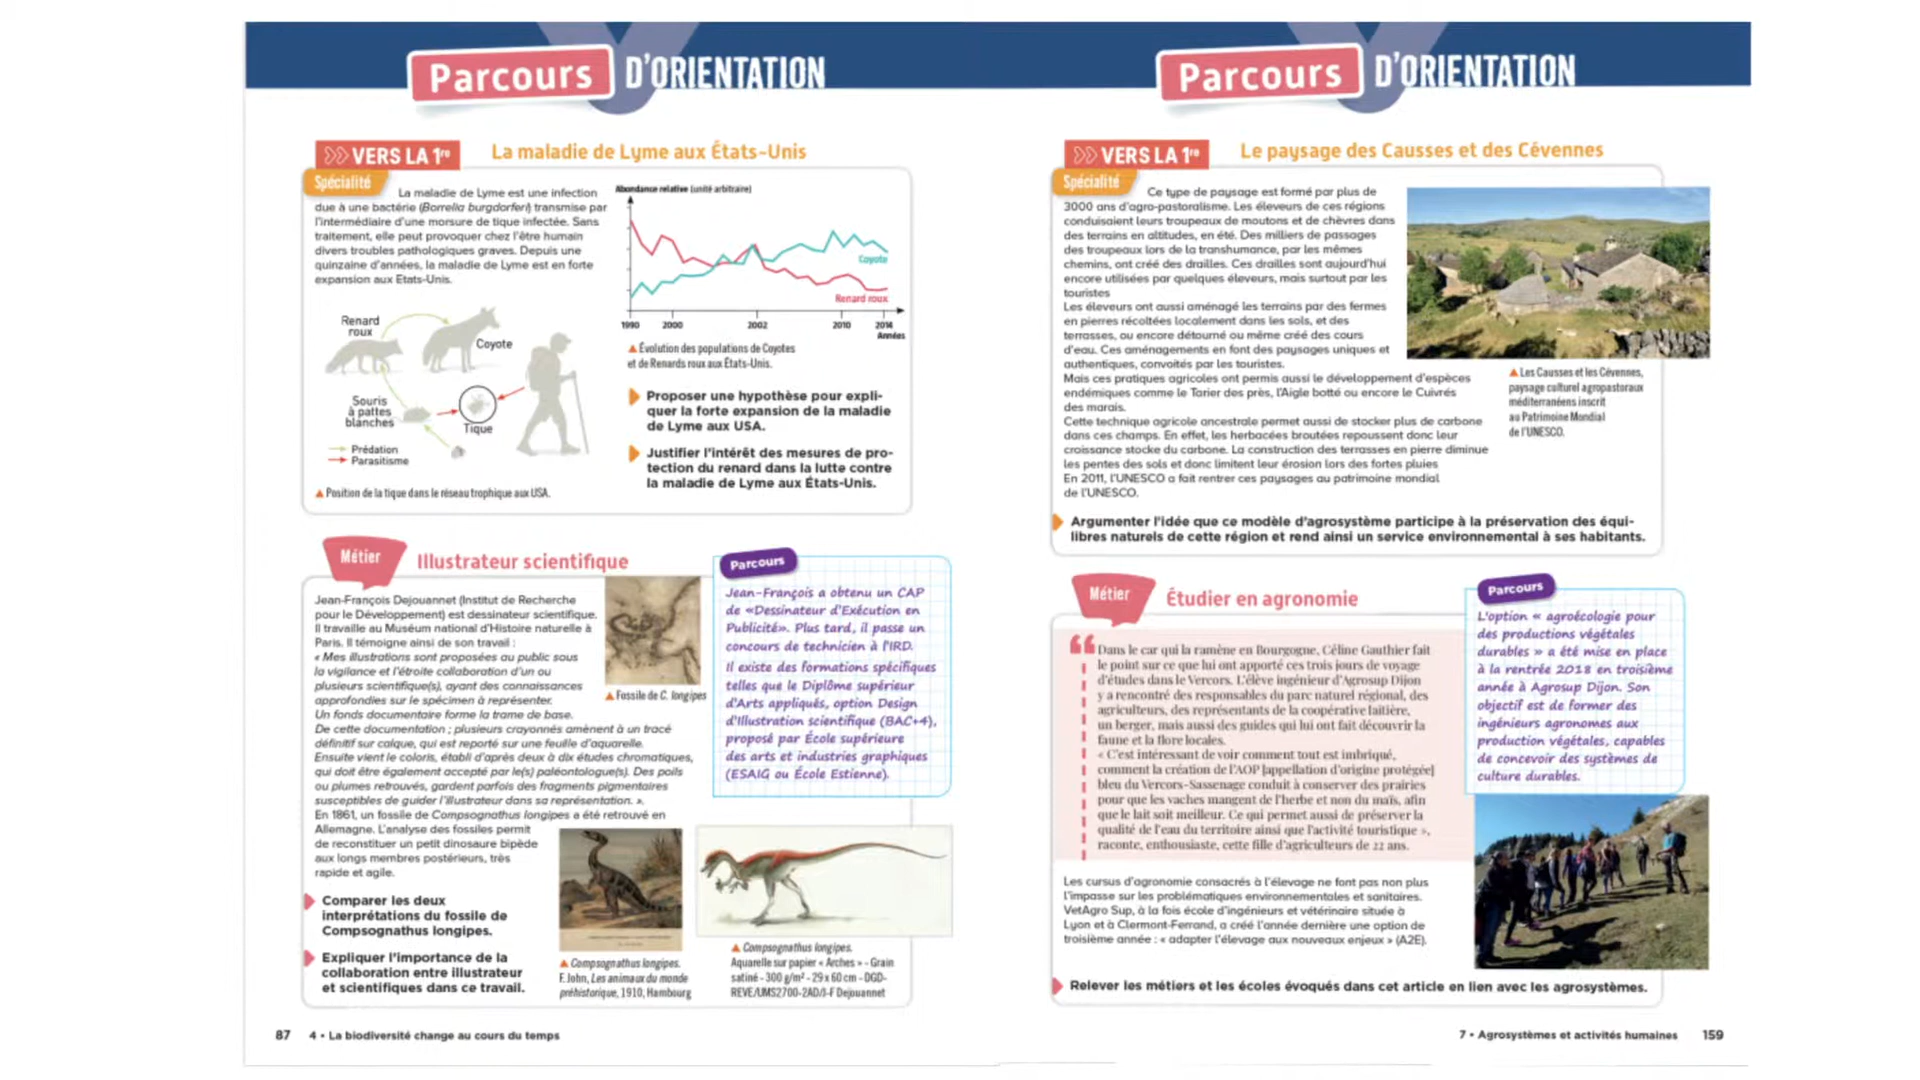 Parcours D'ORIENTATION
VERS LA 1re
La maladie de Lyme aux États-Unis
Spécialité
La maladie de Lyme est une infection
due à une bactérie (Borrelia burgdorferi) transmise par
l'intermédiaire d'une morsure de tique infectée. Sans
traitement, elle peut provoquer chez l'être humain
divers troubles pathologiques graves. Depuis une
quinzaine d'années, la maladie de Lyme est en forte
expansion aux Etats-Unis.
Renard
roux
Coyote
Souris
à pattes
blanches
Tique
Prédation
Parasitisme
Position de la tique dans le réseau trophique aux USA.
Abondance relative (unité arbitraire)
Coyote
Renard roux
1990 2000 2002 2010 2014
Années
Évolution des populations de Coyotes
et de Renards roux aux États-Unis.
Proposer une hypothèse pour expli-
quer la forte expansion de la maladie
de Lyme aux USA.
Justifier l'intérêt des mesures de pro-
tection du renard dans la lutte contre
la maladie de Lyme aux États-Unis.
Métier
Illustrateur scientifique
Jean-François Dejouannet (Institut de Recherche
pour le Développement) est dessinateur scientifique.
Il travaille au Muséum national d'Histoire naturelle à
Paris. Il témoigne ainsi de son travail :
« Mes illustrations sont proposées au public sous
la vigilance et l'étroite collaboration d'un ou
plusieurs scientifique(s), ayant des connaissances
approfondies sur le spécimen à représenter.
Un fonds documentaire forme la trame de base.
De cette documentation ; plusieurs crayonnés amènent à un tracé
définitif sur calque, qui est reporté sur une feuille d'aquarelle.
Ensuite vient le coloris, établi d'après deux à dix études chromatiques,
qui doit être également accepté par le(s) paléontologue(s). Des poils
ou plumes retrouvés, gardent parfois des fragments pigmentaires
susceptibles de guider l'illustrateur dans sa représentation. ».
En 1861, un fossile de Compsognathus longipes a été retrouvé en
Allemagne. L'analyse des fossiles permit
de reconstituer un petit dinosaure bipède
aux longs membres postérieurs, très
rapide et agile.
Comparer les deux
interprétations du fossile de
Compsognathus longipes.
Expliquer l'importance de la
collaboration entre illustrateur
et scientifiques dans ce travail.
Fossile de C. longipes
Parcours
Jean-François a obtenu un CAP
de «Dessinateur d'Exécution en
Publicité». Plus tard, il passe un
concours de technicien à l'IRD.
Il existe des formations spécifiques
telles que le Diplôme supérieur
d'Arts appliqués, option Design
d'Illustration scientifique (BAC+4),
proposé par École supérieure
des arts et industries graphiques
(ESAIG ou École Estienne).
Compsognathus longipes.
F. John, Les animaux du monde
préhistorique, 1910, Hambourg
Compsognathus longipes.
Aquarelle sur papier « Arches » - Grain
satiné - 300 g/m² - 29 x 60 cm - DGD-
REVE/UMS2700-2AD/J-F Dejouannet
87 4 • La biodiversité change au cours du temps
Parcours D'ORIENTATION
VERS LA 1re
Le paysage des Causses et des Cévennes
Spécialité
Ce type de paysage est formé par plus de
3000 ans d'agro-pastoralisme. Les éleveurs de ces régions
conduisaient leurs troupeaux de moutons et de chèvres dans
des terrains en altitudes, en été. Des milliers de passages
des troupeaux lors de la transhumance, par les mêmes
chemins, ont créé des drailles. Ces drailles sont aujourd'hui
encore utilisées par quelques éleveurs, mais surtout par les
touristes
Les éleveurs ont aussi aménagé les terrains par des fermes
en pierres récoltées localement dans les sols, et des
terrasses, ou encore détourné ou même créé des cours
d'eau. Ces aménagements en font des paysages uniques et
authentiques, convoités par les touristes.
Mais ces pratiques agricoles ont permis aussi le développement d'espèces
endémiques comme le Tarier des près, l'Aigle botté ou encore le Cuivrés
des marais.
Cette technique agricole ancestrale permet aussi de stocker plus de carbone
dans ces champs. En effet, les herbacées broutées repoussent donc leur
croissance stocke du carbone. La construction des terrasses en pierre diminue
les pentes des sols et donc limitent leur érosion lors des fortes pluies
En 2011, l'UNESCO a fait rentrer ces paysages au patrimoine mondial
de l'UNESCO.
Les Causses et les Cévennes,
paysage culturel agropastoraux
méditerranéens inscrit
au Patrimoine Mondial
de l'UNESCO.
Argumenter l'idée que ce modèle d'agrosystème participe à la préservation des équi-
libres naturels de cette région et rend ainsi un service environnemental à ses habitants.
Métier
Étudier en agronomie
Dans le car qui la ramène en Bourgogne, Céline Gauthier fait
le point sur ce que lui ont apporté ces trois jours de voyage
d'études dans le Vercors. L'élève ingénieur d'Agrosup Dijon
y a rencontré des responsables du parc naturel régional, des
agriculteurs, des représentants de la coopérative laitière,
un berger, mais aussi des guides qui lui ont fait découvrir la
faune et la flore locales.
« C'est intéressant de voir comment tout est imbriqué,
comment la création de l'AOP [appellation d'origine protégée]
bleu du Vercors-Sassenage conduit à conserver des prairies
pour que les vaches mangent de l'herbe et non du maïs, afin
que le lait soit meilleur. Ce qui permet aussi de préserver la
qualité de l'eau du territoire ainsi que l'activité touristique »,
raconte, enthousiaste, cette fille d'agriculteurs de 22 ans.
Parcours
L'option « agroécologie pour
des productions végétales
durables » a été mise en place
à la rentrée 2018 en troisième
année à Agrosup Dijon. Son
objectif est de former des
ingénieurs agronomes aux
production végétales, capables
de concevoir des systèmes de
culture durables.
Les cursus d'agronomie consacrés à l'élevage ne font pas non plus
l'impasse sur les problématiques environnementales et sanitaires.
VetAgro Sup, à la fois école d'ingénieurs et vétérinaire située à
Lyon et à Clermont-Ferrand, a créé l'année dernière une option de
troisième année : « adapter l'élevage aux nouveaux enjeux » (A2E).
Relever les métiers et les écoles évoqués dans cet article en lien avec les agrosystèmes.
7 • Agrosystèmes et activités humaines 159